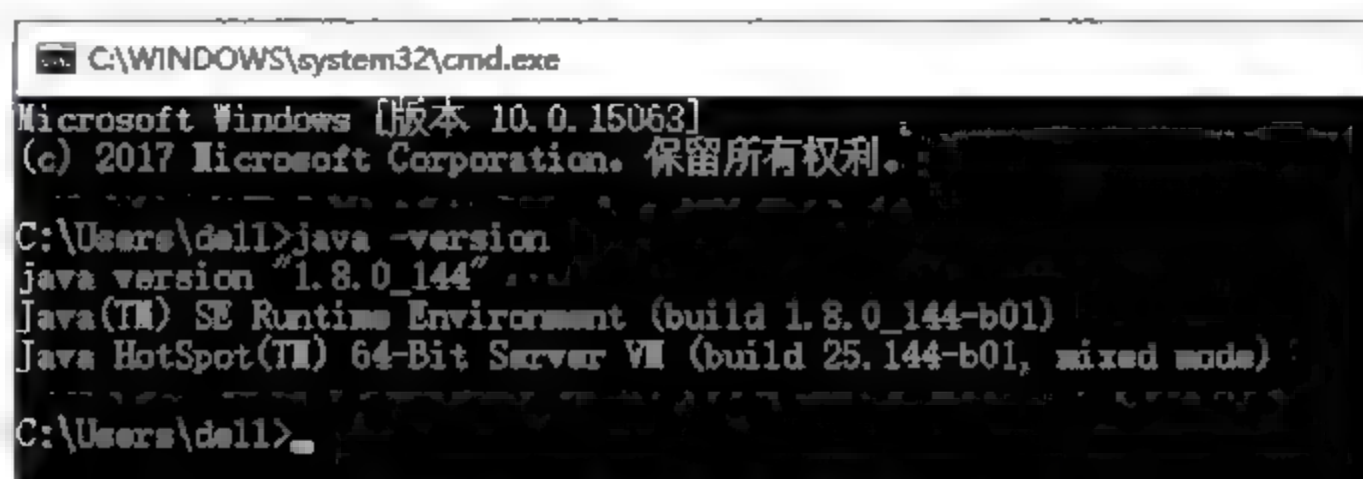 C:\WINDOWS\system32\cmd.exe
Microsoft Windows [版本 10.0.15063]
(c) 2017 Microsoft Corporation。保留所有权利。
C:\Users\dell>java -version
java version "1.8.0_144"
Java(TM) SE Runtime Environment (build 1.8.0_144-b01)
Java HotSpot(TM) 64-Bit Server VM (build 25.144-b01, mixed mode)
C:\Users\dell>